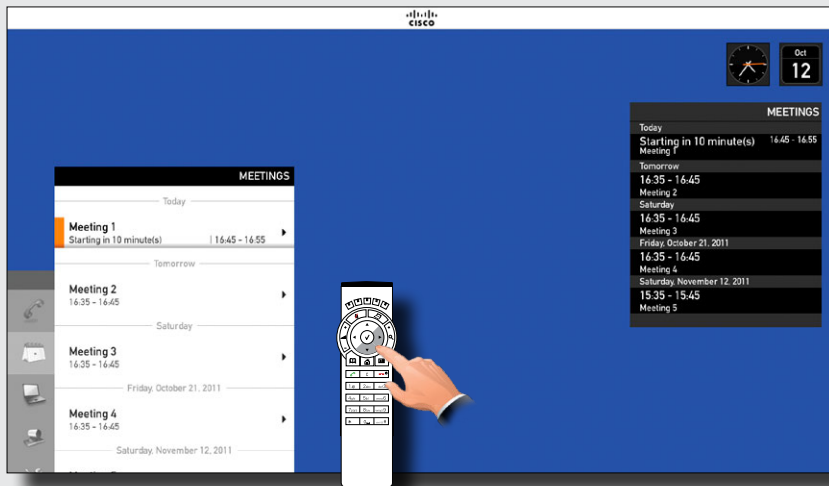 CISCO
Oct
12
MEETINGS
Today
Starting in 10 minute(s) 16:45 - 16:55
Meeting 1
Tomorrow
16:35 - 16:45
Meeting 2
Saturday
16:35 - 16:45
Meeting 3
Friday, October 21, 2011
16:35 - 16:45
Meeting 4
Saturday, November 12, 2011
15:35 - 15:45
Meeting 5
MEETINGS
Today
Meeting 1
Starting in 10 minute(s) | 16:45 - 16:55
Tomorrow
Meeting 2
16:35 - 16:45
Saturday
Meeting 3
16:35 - 16:45
Friday, October 21, 2011
Meeting 4
16:35 - 16:45
Saturday, November 12, 2011